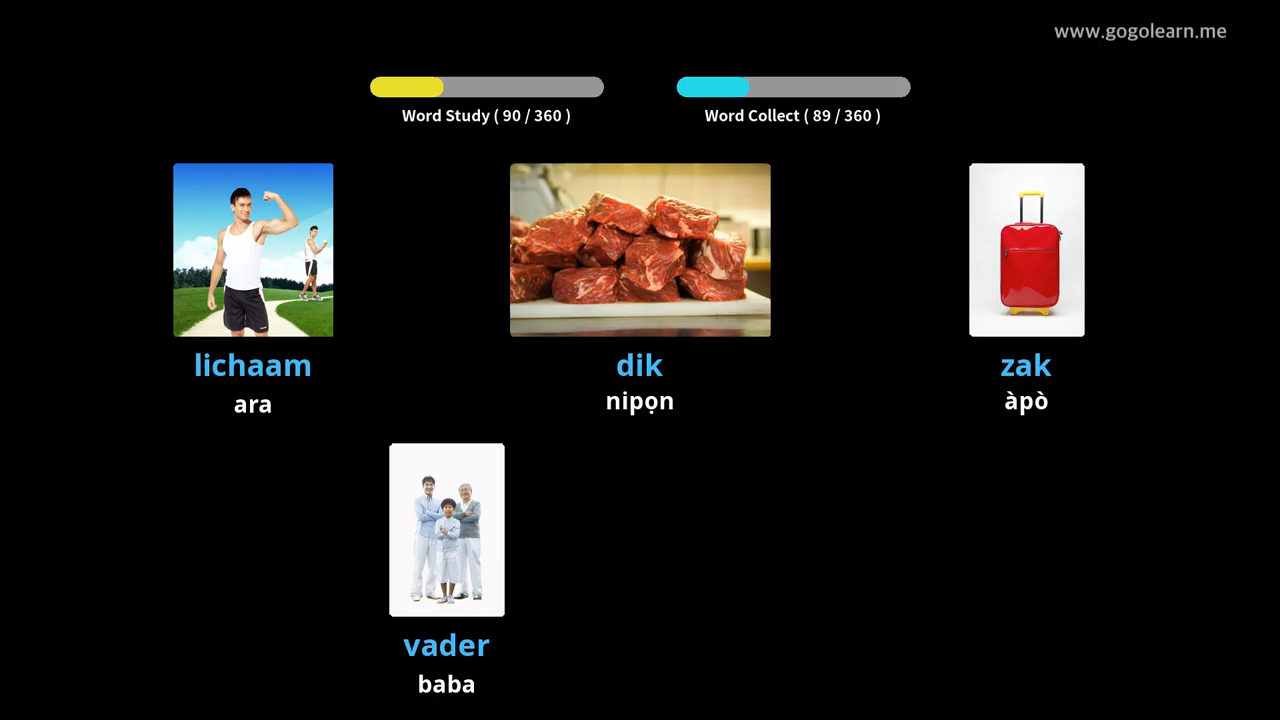 www.gogolearn.me
Word Study ( 90 / 360 )
Word Collect ( 89 / 360 )
lichaam
ara
dik
nipọn
zak
àpò
vader
baba